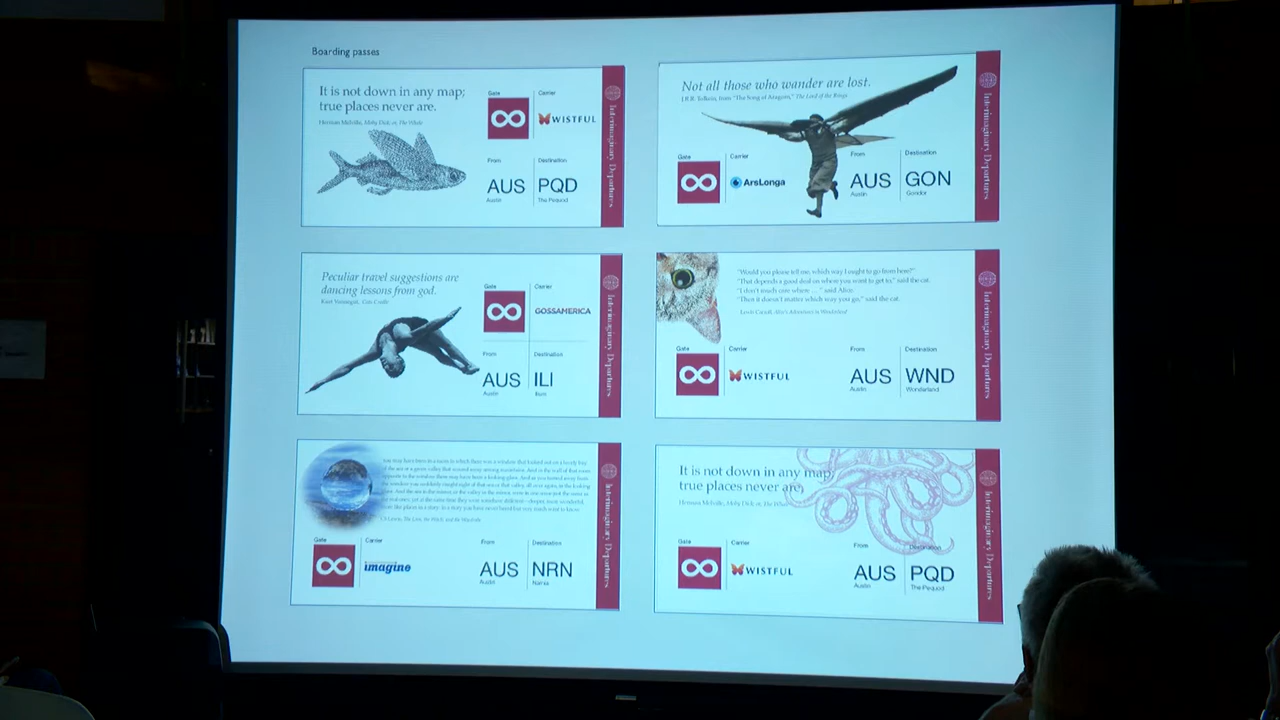 Boarding passes
It is not down in any map;
true places never are.
Herman Melville, Moby Dick; or, The Whale
Gate
Carrier
WISTFUL
From
Destination
AUS
PQD
Austin
The Pequod
Interimaginary Departures
Not all those who wander are lost.
J.R.R. Tolkein, from "The Song of Aragorn," The Lord of the Rings
Gate
Carrier
ArsLonga
From
Destination
AUS
GON
Austin
Gondor
Interimaginary Departures
Peculiar travel suggestions are
dancing lessons from god.
Kurt Vonnegut, Cats Cradle
Gate
Carrier
GOSSAMERICA
From
Destination
AUS
ILI
Austin
Interimaginary Departures
"Would you please tell me, which way I ought to go from here?"
"That depends a good deal on where you want to get to," said the cat.
"I don't much care where ... " said Alice.
"Then it doesn't matter which way you go," said the cat.
Lewis Carroll, Alice's Adventures in Wonderland
Gate
Carrier
WISTFUL
From
Destination
AUS
WND
Austin
Wonderland
Interimaginary Departures
Gate
Carrier
imagine
From
Destination
AUS
NRN
Austin
Narnia
Interimaginary Departures
It is not down in any map;
true places never are.
Herman Melville, Moby Dick; or, The
Gate
Carrier
WISTFUL
From
Destination
AUS
PQD
Austin
The Pequod
Interimaginary Departures